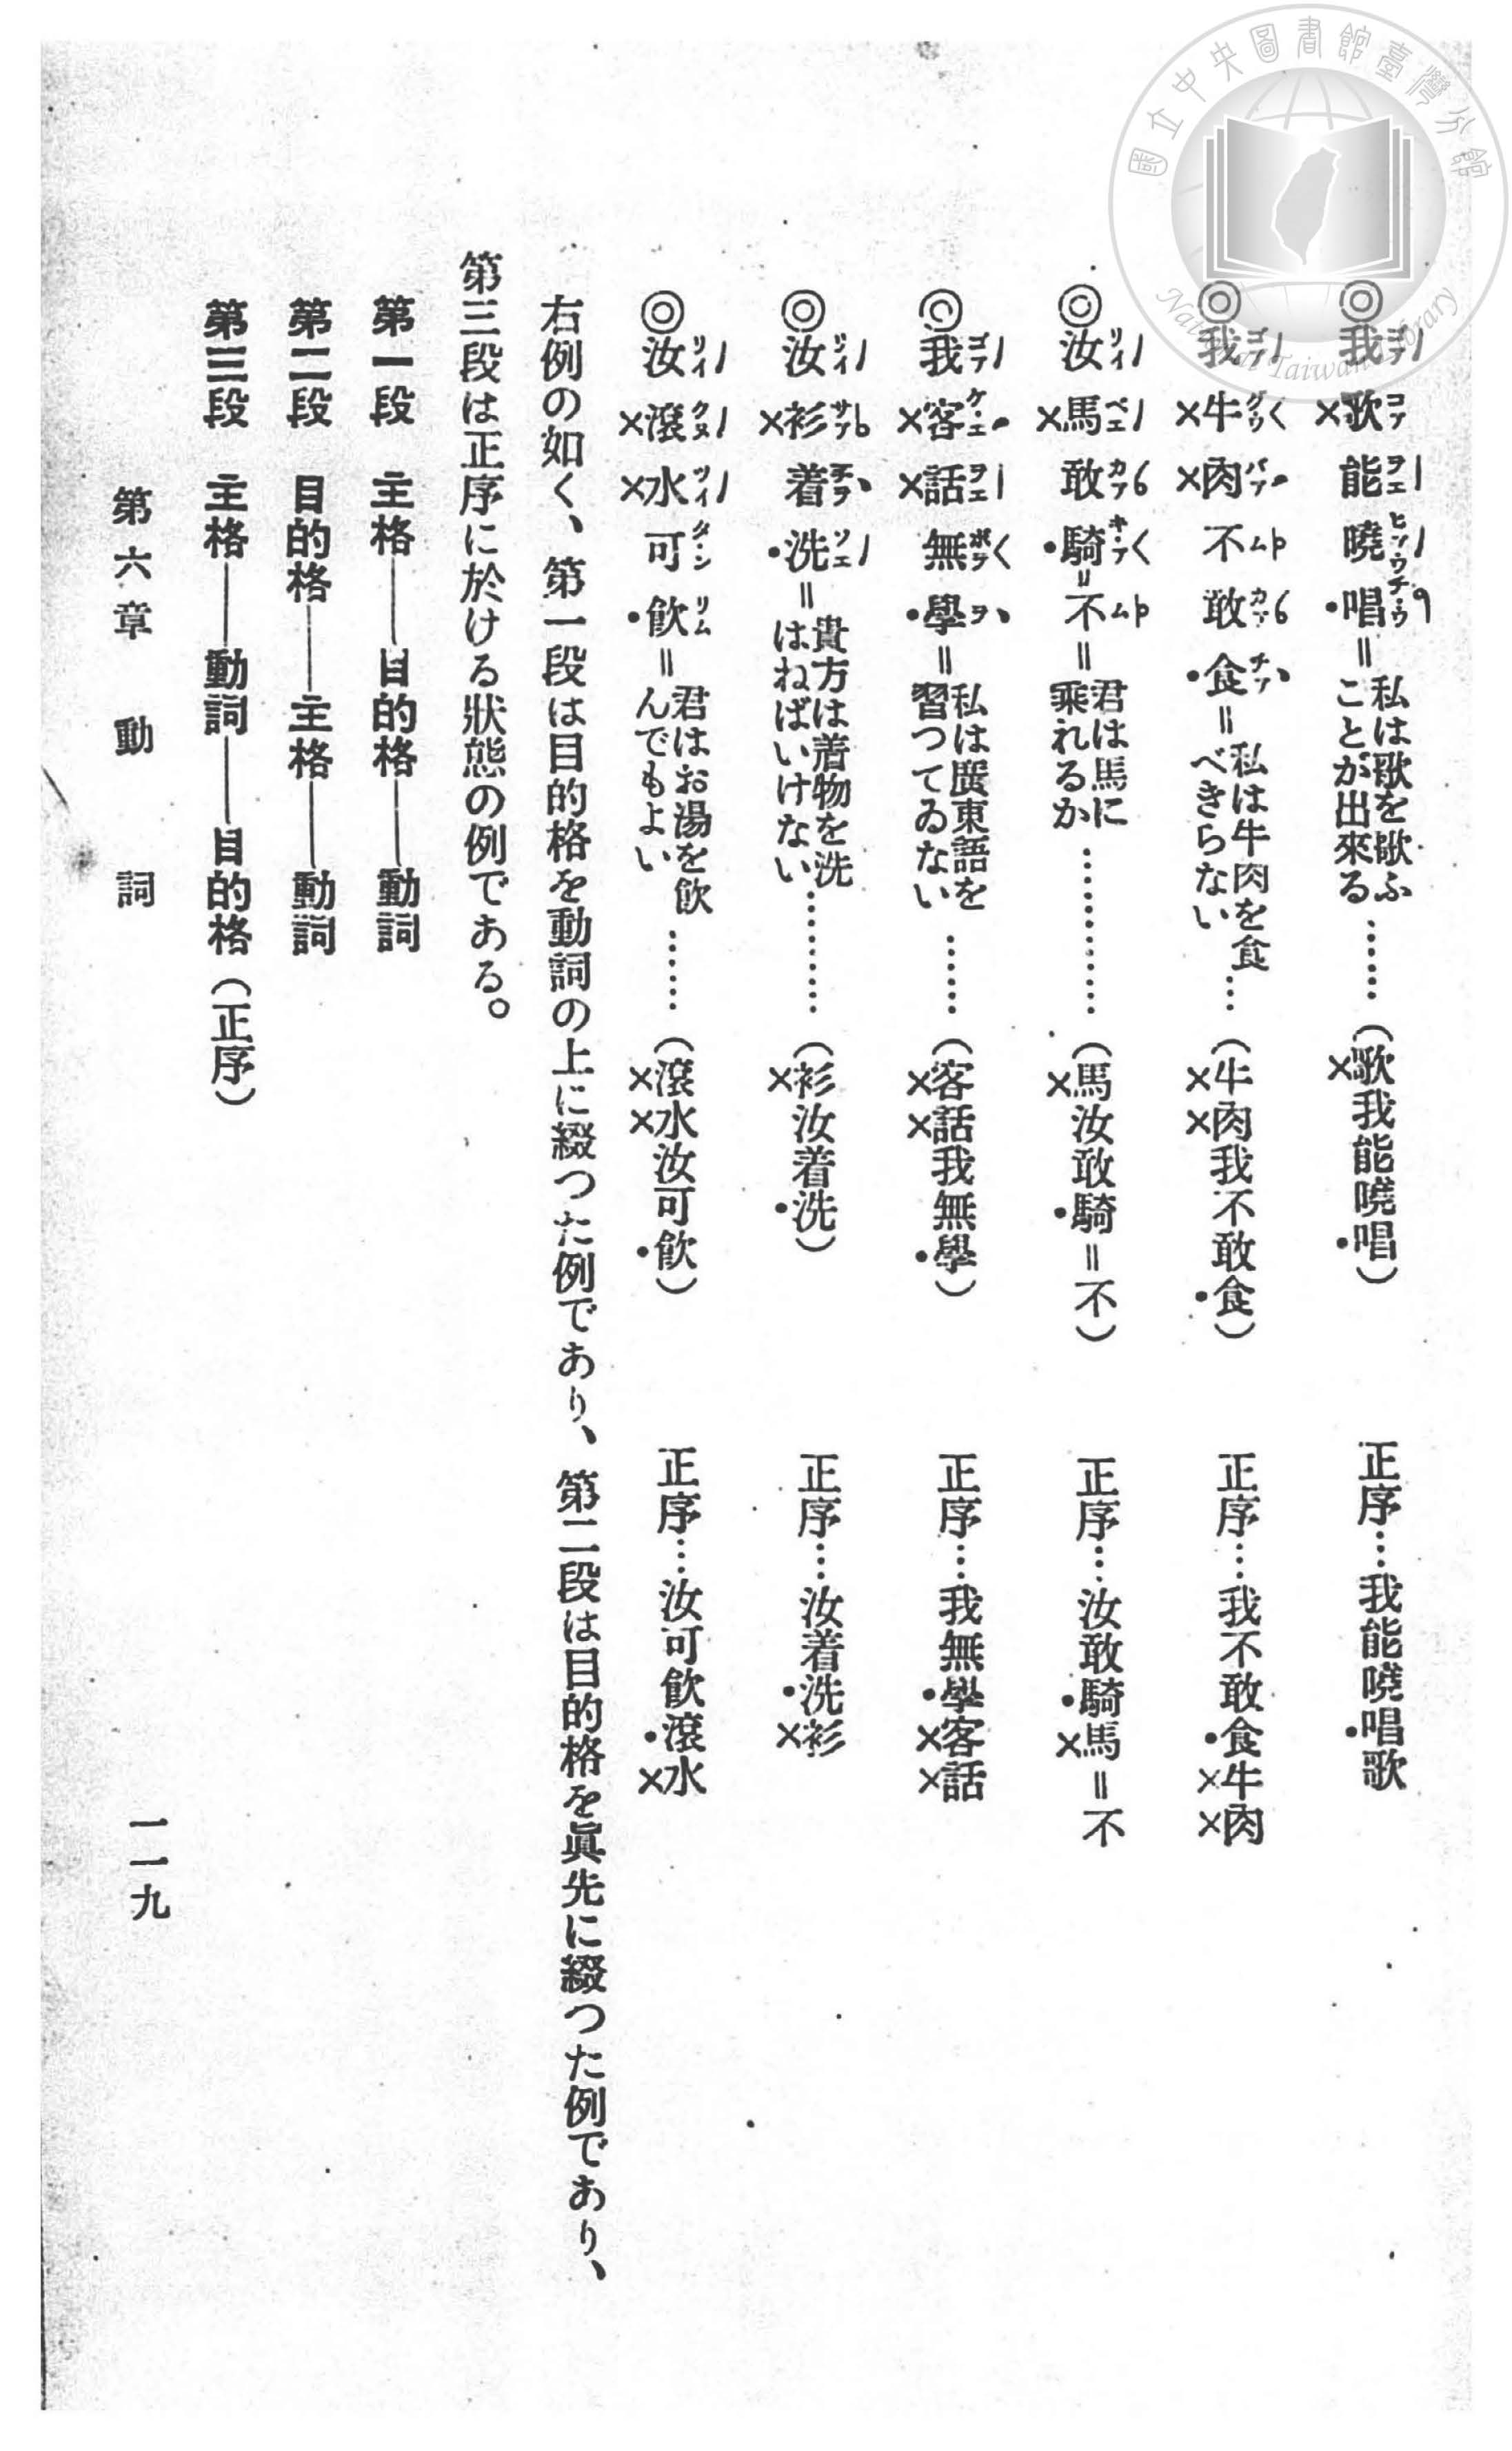 ◎我×歌能曉•唱=私は歌を歌ふことが出來る……(×歌我能曉•唱) 正序…我能曉•唱歌
◎我×牛×肉不敢•食=私は牛肉を食べきらない…(×牛×肉我不敢•食) 正序…我不敢•食×牛×肉
◎汝×馬敢•騎=不=君は馬に乘れるか…………(×馬汝敢•騎=不) 正序…汝敢•騎×馬=不
◎我×客×話無•學=私は廣東語を習つてゐない……(×客×話我無•學) 正序…我無•學×客×話
◎汝×衫着•洗=貴方は着物を洗はねばいけない………(×衫汝着•洗) 正序…汝着•洗×衫
◎汝×滾×水可•飮=君はお湯を飮んでもよい……(×滾×水汝可•飮) 正序…汝可飮•滾×水
右例の如く、第一段は目的格を動詞の上に綴つた例であり、第二段は目的格を眞先に綴つた例であり、
第三段は正序に於ける狀態の例である。
第一段 主格——目的格——動詞
第二段 目的格——主格——動詞
第三段 主格——動詞——目的格(正序)
第六章 動詞
一一九
國立中央圖書館臺灣分館
National Taiwan Library